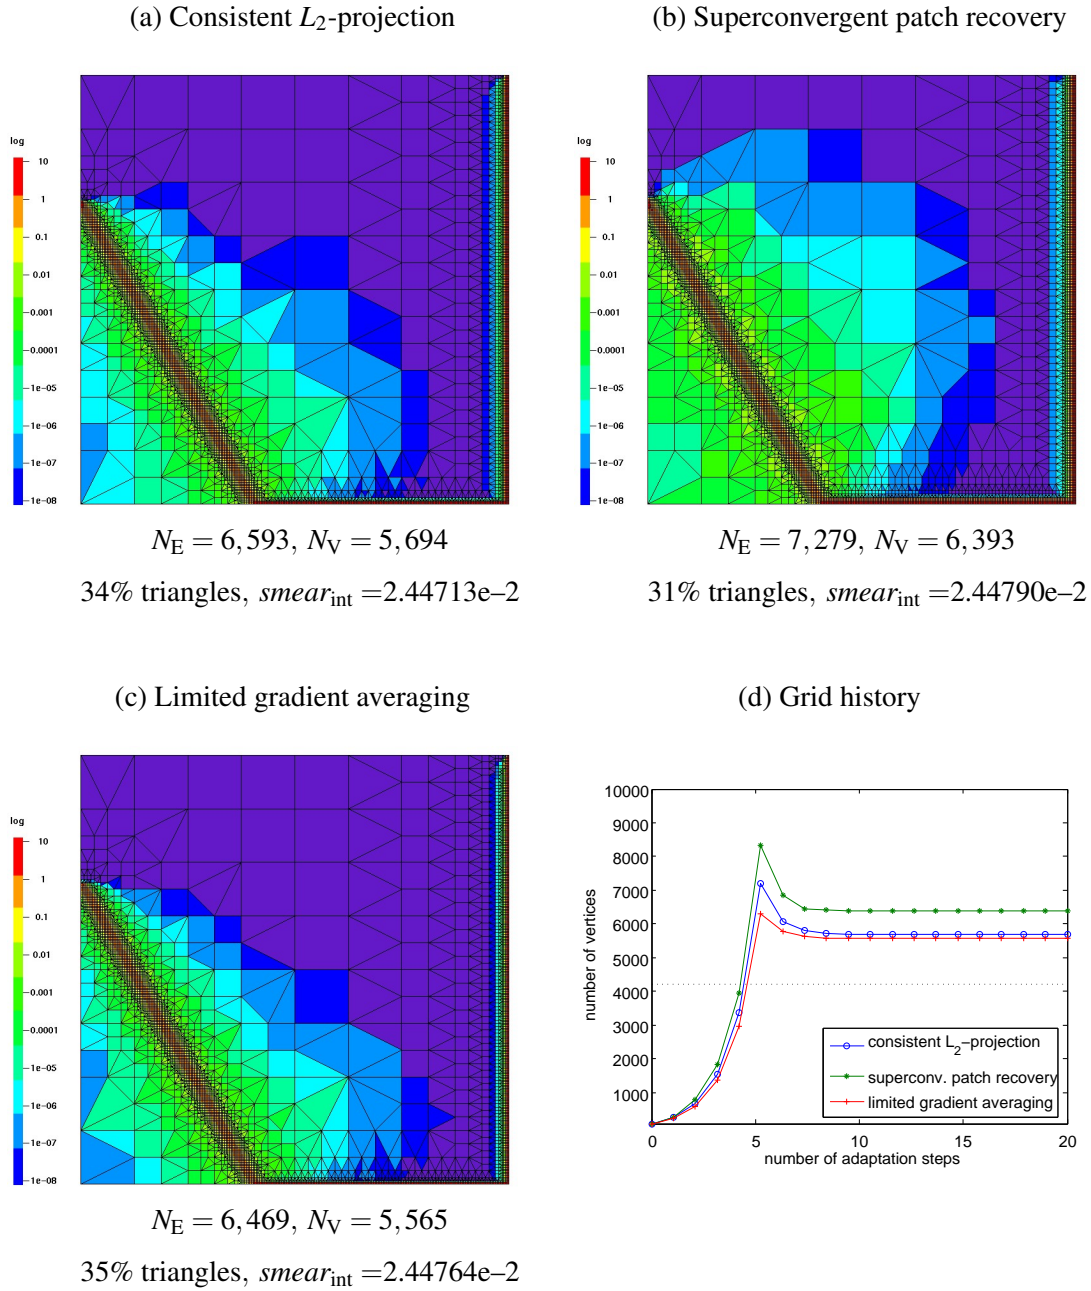 (a) Consistent L2-projection
(b) Superconvergent patch recovery
log
10
1
0.1
0.01
0.001
0.0001
1e-05
1e-06
1e-07
1e-08
log
10
1
0.1
0.01
0.001
0.0001
1e-05
1e-06
1e-07
1e-08
NE = 6,593, NV = 5,694
34% triangles, smearint =2.44713e–2
NE = 7,279, NV = 6,393
31% triangles, smearint =2.44790e–2
(c) Limited gradient averaging
(d) Grid history
log
10
1
0.1
0.01
0.001
0.0001
1e-05
1e-06
1e-07
1e-08
10000
9000
8000
7000
6000
5000
4000
3000
2000
1000
number of vertices
consistent L2−projection
superconv. patch recovery
limited gradient averaging
0 5 10 15 20
number of adaptation steps
NE = 6,469, NV = 5,565
35% triangles, smearint =2.44764e–2